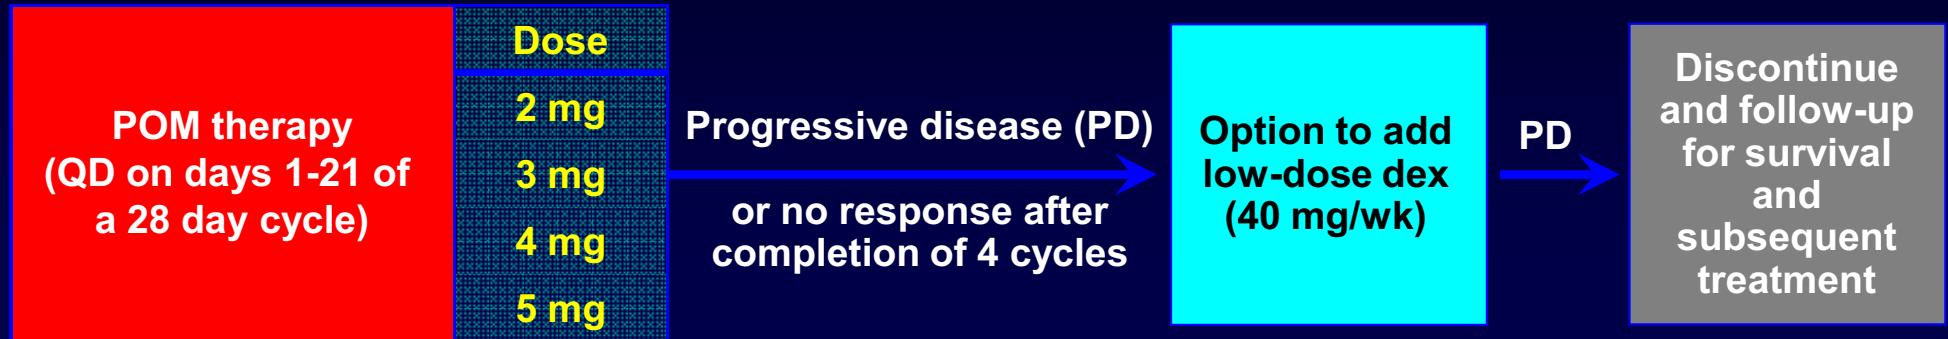 POM therapy
(QD on days 1-21 of
a 28 day cycle)
Dose
2 mg
3 mg
4 mg
5 mg
Progressive disease (PD)
or no response after
completion of 4 cycles
Option to add
low-dose dex
(40 mg/wk)
PD
Discontinue
and follow-up
for survival
and
subsequent
treatment